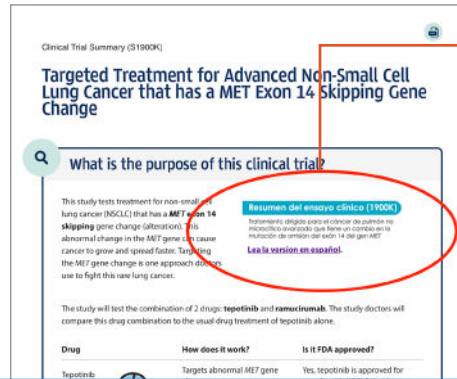 Clinical Trial Summary (S1900K)
Targeted Treatment for Advanced Non-Small Cell
Lung Cancer that has a MET Exon 14 Skipping Gene
Change
What is the purpose of this clinical trial?
This study tests treatment for non-small cell
lung cancer (NSCLC) that has a MET exon 14
skipping gene change (alteration). This
abnormal change in the MET gene can cause
cancer to grow and spread faster. Targeting
the MET gene change is one approach doctors
use to fight this rare lung cancer.
Resumen del ensayo clínico (1900K)
Tratamiento dirigido para el cáncer de pulmón no
microcítico avanzado que tiene un cambio en la
mutación de omisión del exón 14 del gen MET
Lea la version en español.
The study will test the combination of 2 drugs: tepotinib and ramucirumab. The study doctors will
compare this drug combination to the usual drug treatment of tepotinib alone.
Drug How does it work? Is it FDA approved?
Tepotinib Targets abnormal MET gene Yes, tepotinib is approved for